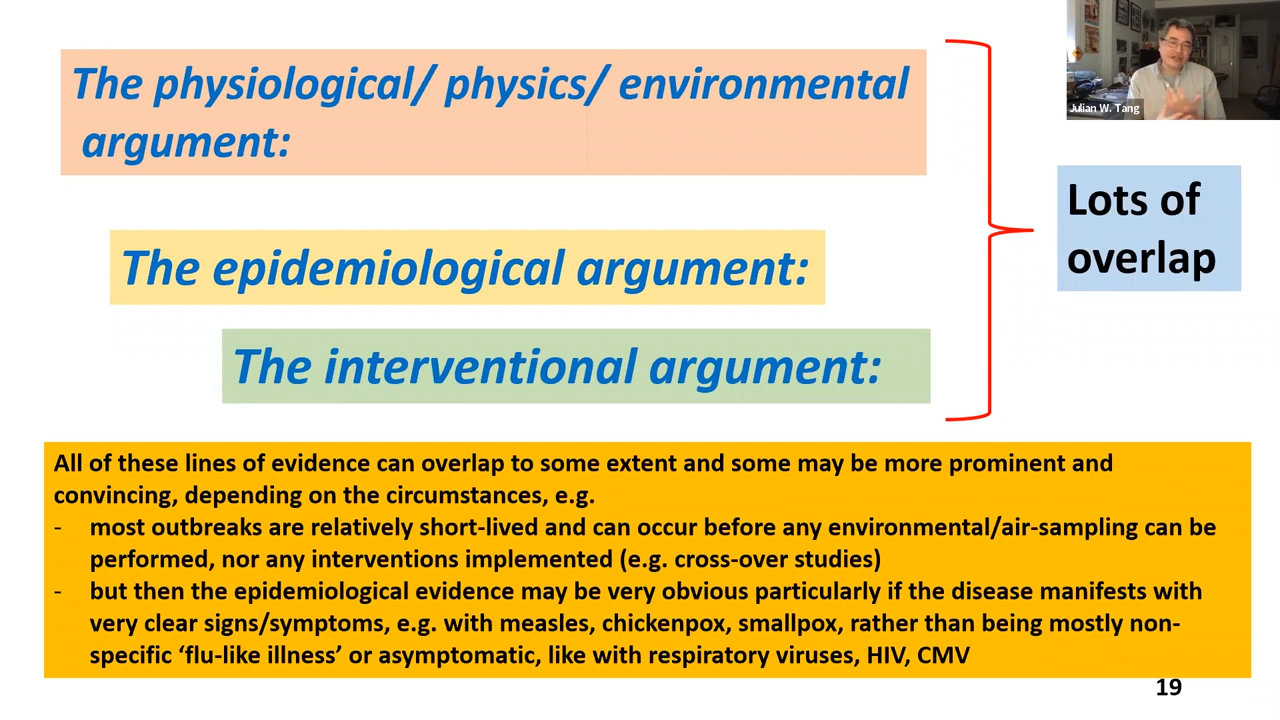 The physiological/ physics/ environmental
argument:
Julian W. Tang
Lots of
overlap
The epidemiological argument:
The interventional argument:
All of these lines of evidence can overlap to some extent and some may be more prominent and
convincing, depending on the circumstances, e.g.
- most outbreaks are relatively short-lived and can occur before any environmental/air-sampling can be
performed, nor any interventions implemented (e.g. cross-over studies)
- but then the epidemiological evidence may be very obvious particularly if the disease manifests with
very clear signs/symptoms, e.g. with measles, chickenpox, smallpox, rather than being mostly non-
specific ‘flu-like illness’ or asymptomatic, like with respiratory viruses, HIV, CMV
19